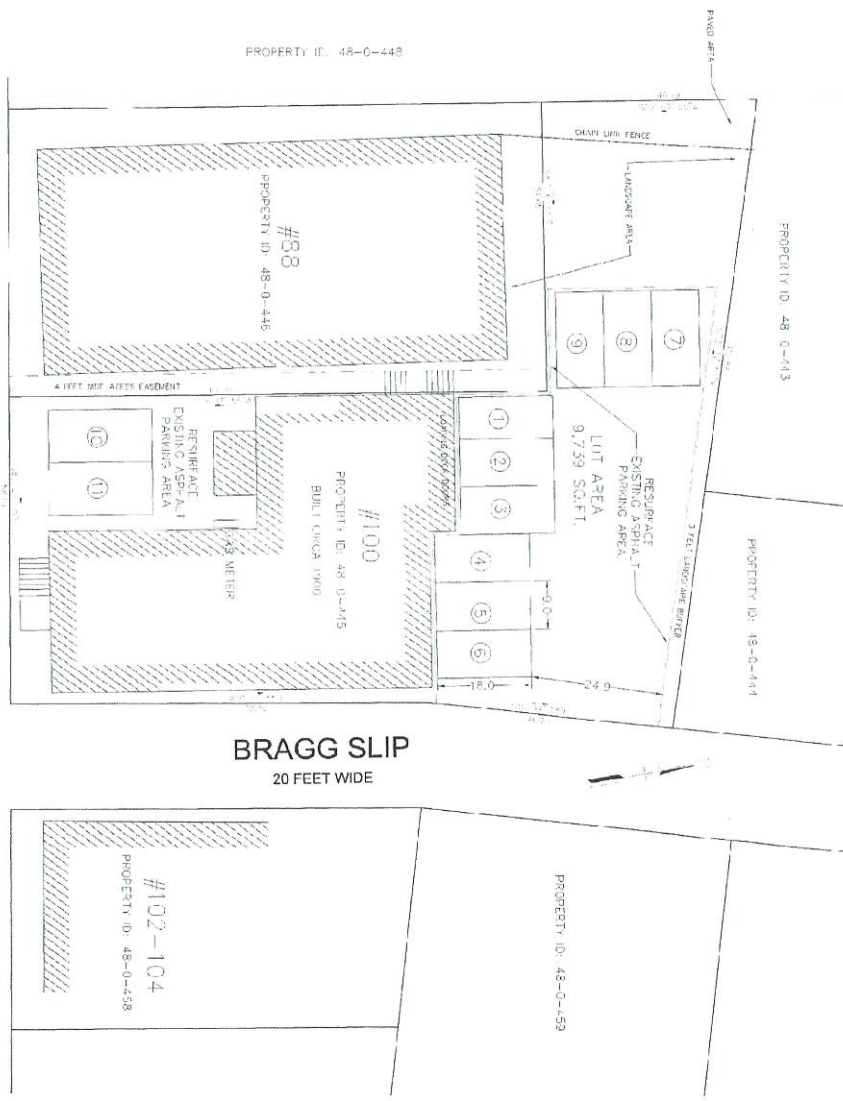 PROPERTY ID: 48-0-448
PAVED AREA
CHAIN LINK FENCE
LANDSCAPE AREA
PROPERTY ID: 48-0-443
#88
PROPERTY ID: 48-0-446
7
8
9
4 FEET WIDE ACCESS EASEMENT
RESURFACE
EXISTING ASPHALT
PARKING AREA
10
11
1
2
3
4
5
6
LOT AREA
9,739 SQ.FT.
RESURFACE
EXISTING ASPHALT
PARKING AREA
3 FEET LANDSCAPE BUFFER
PROPERTY ID: 48-0-444
#100
PROPERTY ID: 48-0-445
BUILT CIRCA 1900
METER
9.0
18.0
24.9
BRAGG SLIP
20 FEET WIDE
#102-104
PROPERTY ID: 48-0-458
PROPERTY ID: 48-0-459